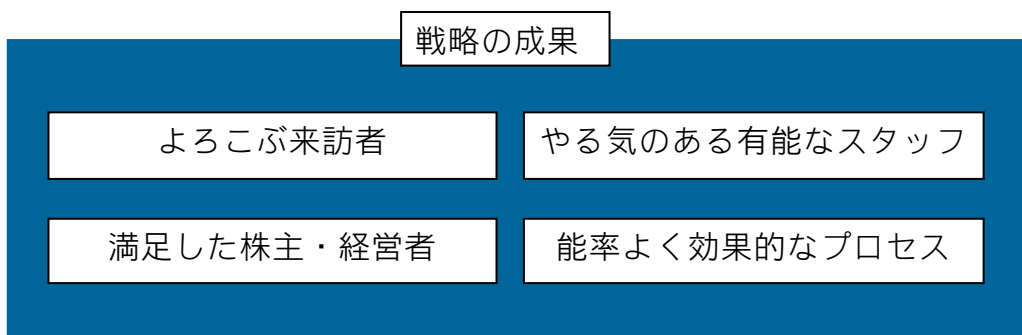 戦略の成果
よろこぶ来訪者
やる気のある有能なスタッフ
満足した株主・経営者
能率よく効果的なプロセス